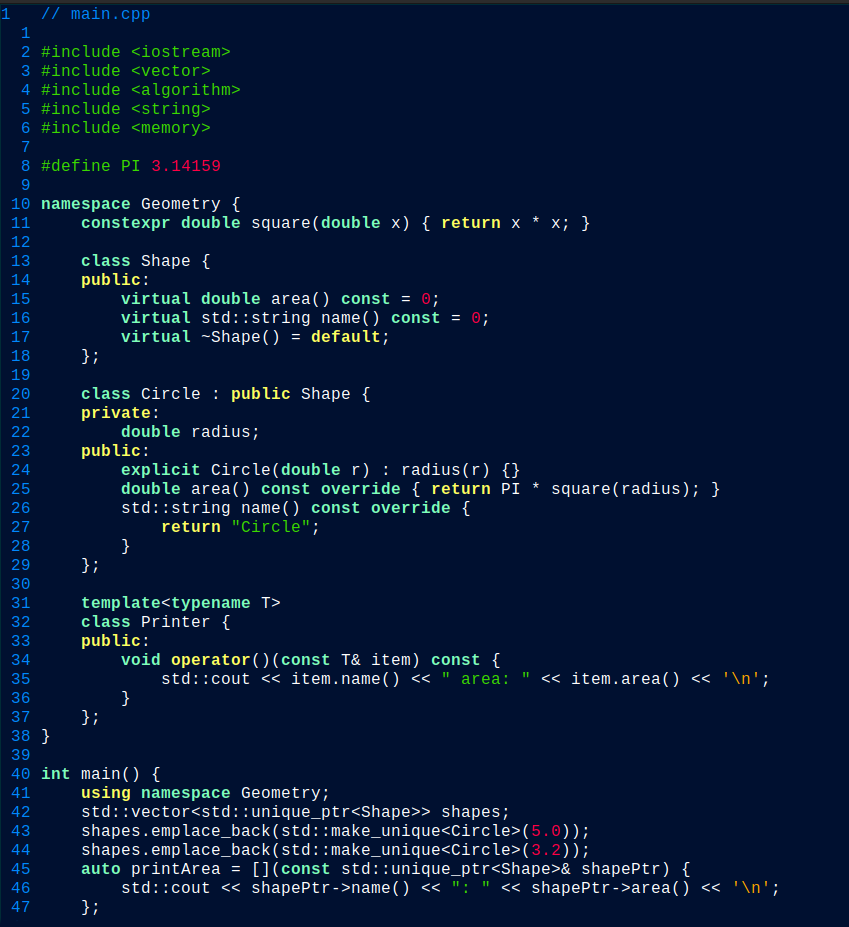 1 // main.cpp
1
2 #include <iostream>
3 #include <vector>
4 #include <algorithm>
5 #include <string>
6 #include <memory>
7
8 #define PI 3.14159
9
10 namespace Geometry {
11     constexpr double square(double x) { return x * x; }
12
13     class Shape {
14     public:
15         virtual double area() const = 0;
16         virtual std::string name() const = 0;
17         virtual ~Shape() = default;
18     };
19
20     class Circle : public Shape {
21     private:
22         double radius;
23     public:
24         explicit Circle(double r) : radius(r) {}
25         double area() const override { return PI * square(radius); }
26         std::string name() const override {
27             return "Circle";
28         }
29     };
30
31     template<typename T>
32     class Printer {
33     public:
34         void operator()(const T& item) const {
35             std::cout << item.name() << " area: " << item.area() << '\n';
36         }
37     };
38 }
39
40 int main() {
41     using namespace Geometry;
42     std::vector<std::unique_ptr<Shape>> shapes;
43     shapes.emplace_back(std::make_unique<Circle>(5.0));
44     shapes.emplace_back(std::make_unique<Circle>(3.2));
45     auto printArea = [](const std::unique_ptr<Shape>& shapePtr) {
46         std::cout << shapePtr->name() << ": " << shapePtr->area() << '\n';
47     };